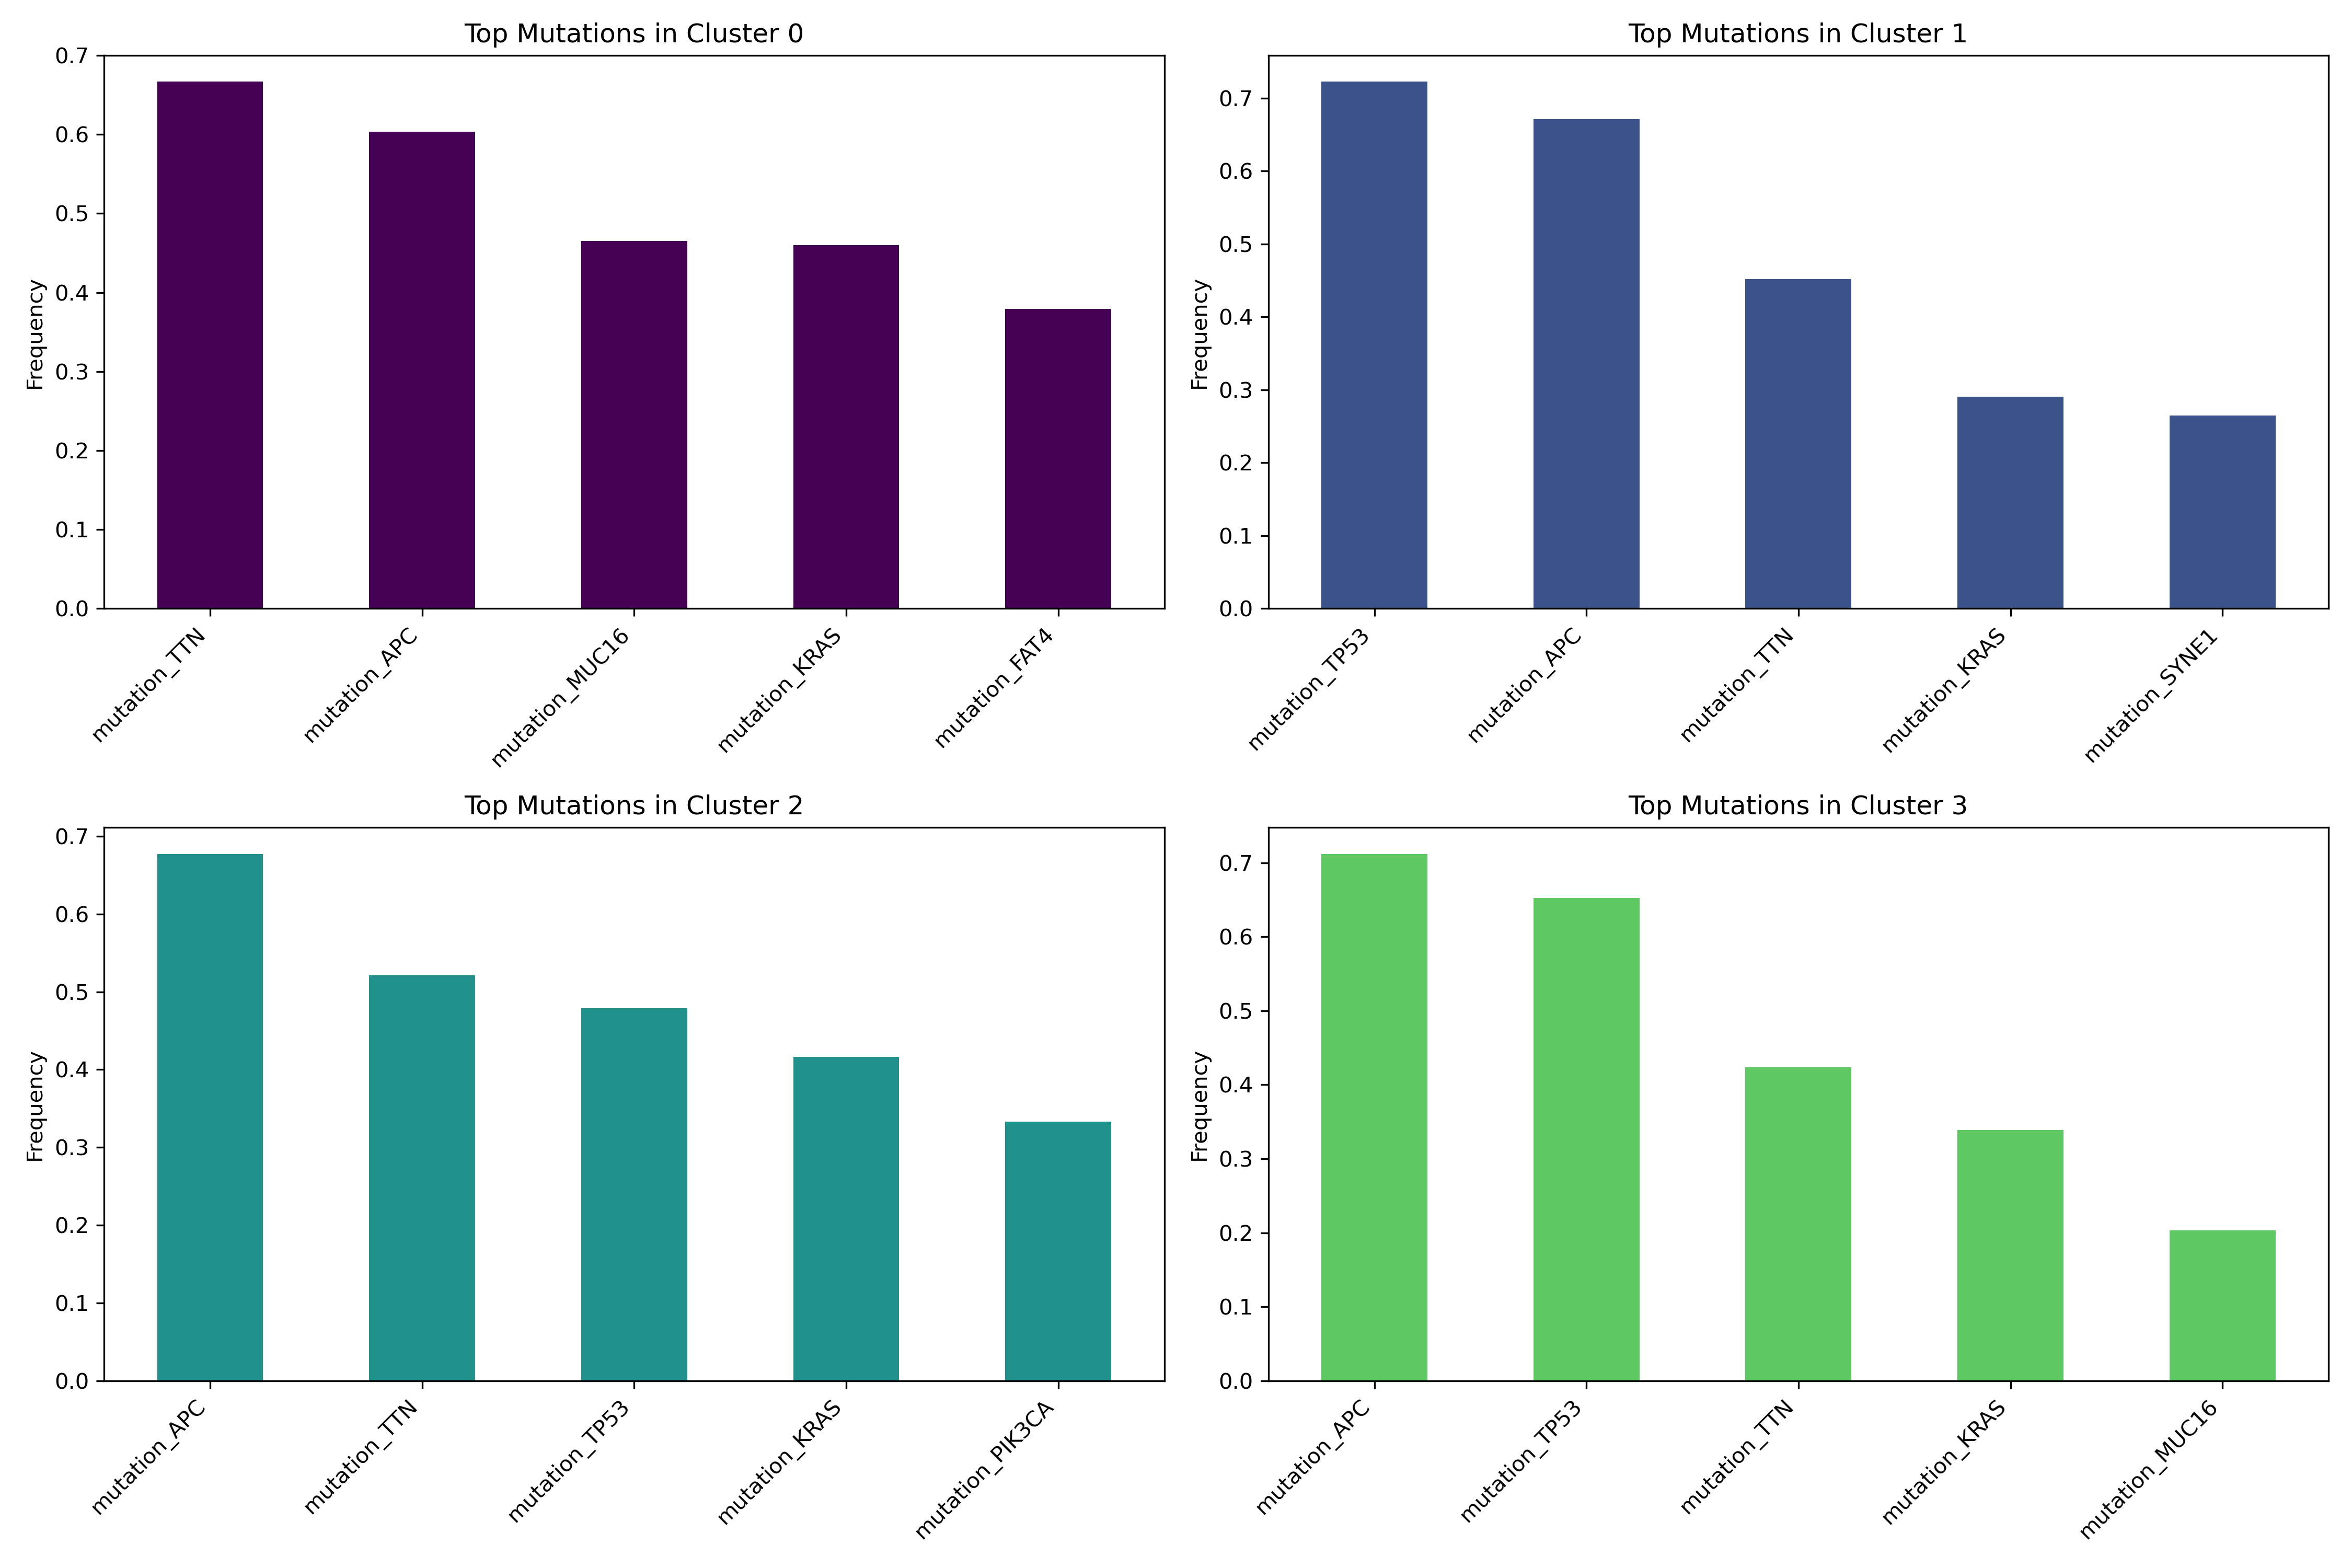 Top Mutations in Cluster 0
Frequency
0.7
0.6
0.5
0.4
0.3
0.2
0.1
0.0
mutation_TTN
mutation_APC
mutation_MUC16
mutation_KRAS
mutation_FAT4
Top Mutations in Cluster 1
Frequency
0.7
0.6
0.5
0.4
0.3
0.2
0.1
0.0
mutation_TP53
mutation_APC
mutation_TTN
mutation_KRAS
mutation_SYNE1
Top Mutations in Cluster 2
Frequency
0.7
0.6
0.5
0.4
0.3
0.2
0.1
0.0
mutation_APC
mutation_TTN
mutation_TP53
mutation_KRAS
mutation_PIK3CA
Top Mutations in Cluster 3
Frequency
0.7
0.6
0.5
0.4
0.3
0.2
0.1
0.0
mutation_APC
mutation_TP53
mutation_TTN
mutation_KRAS
mutation_MUC16